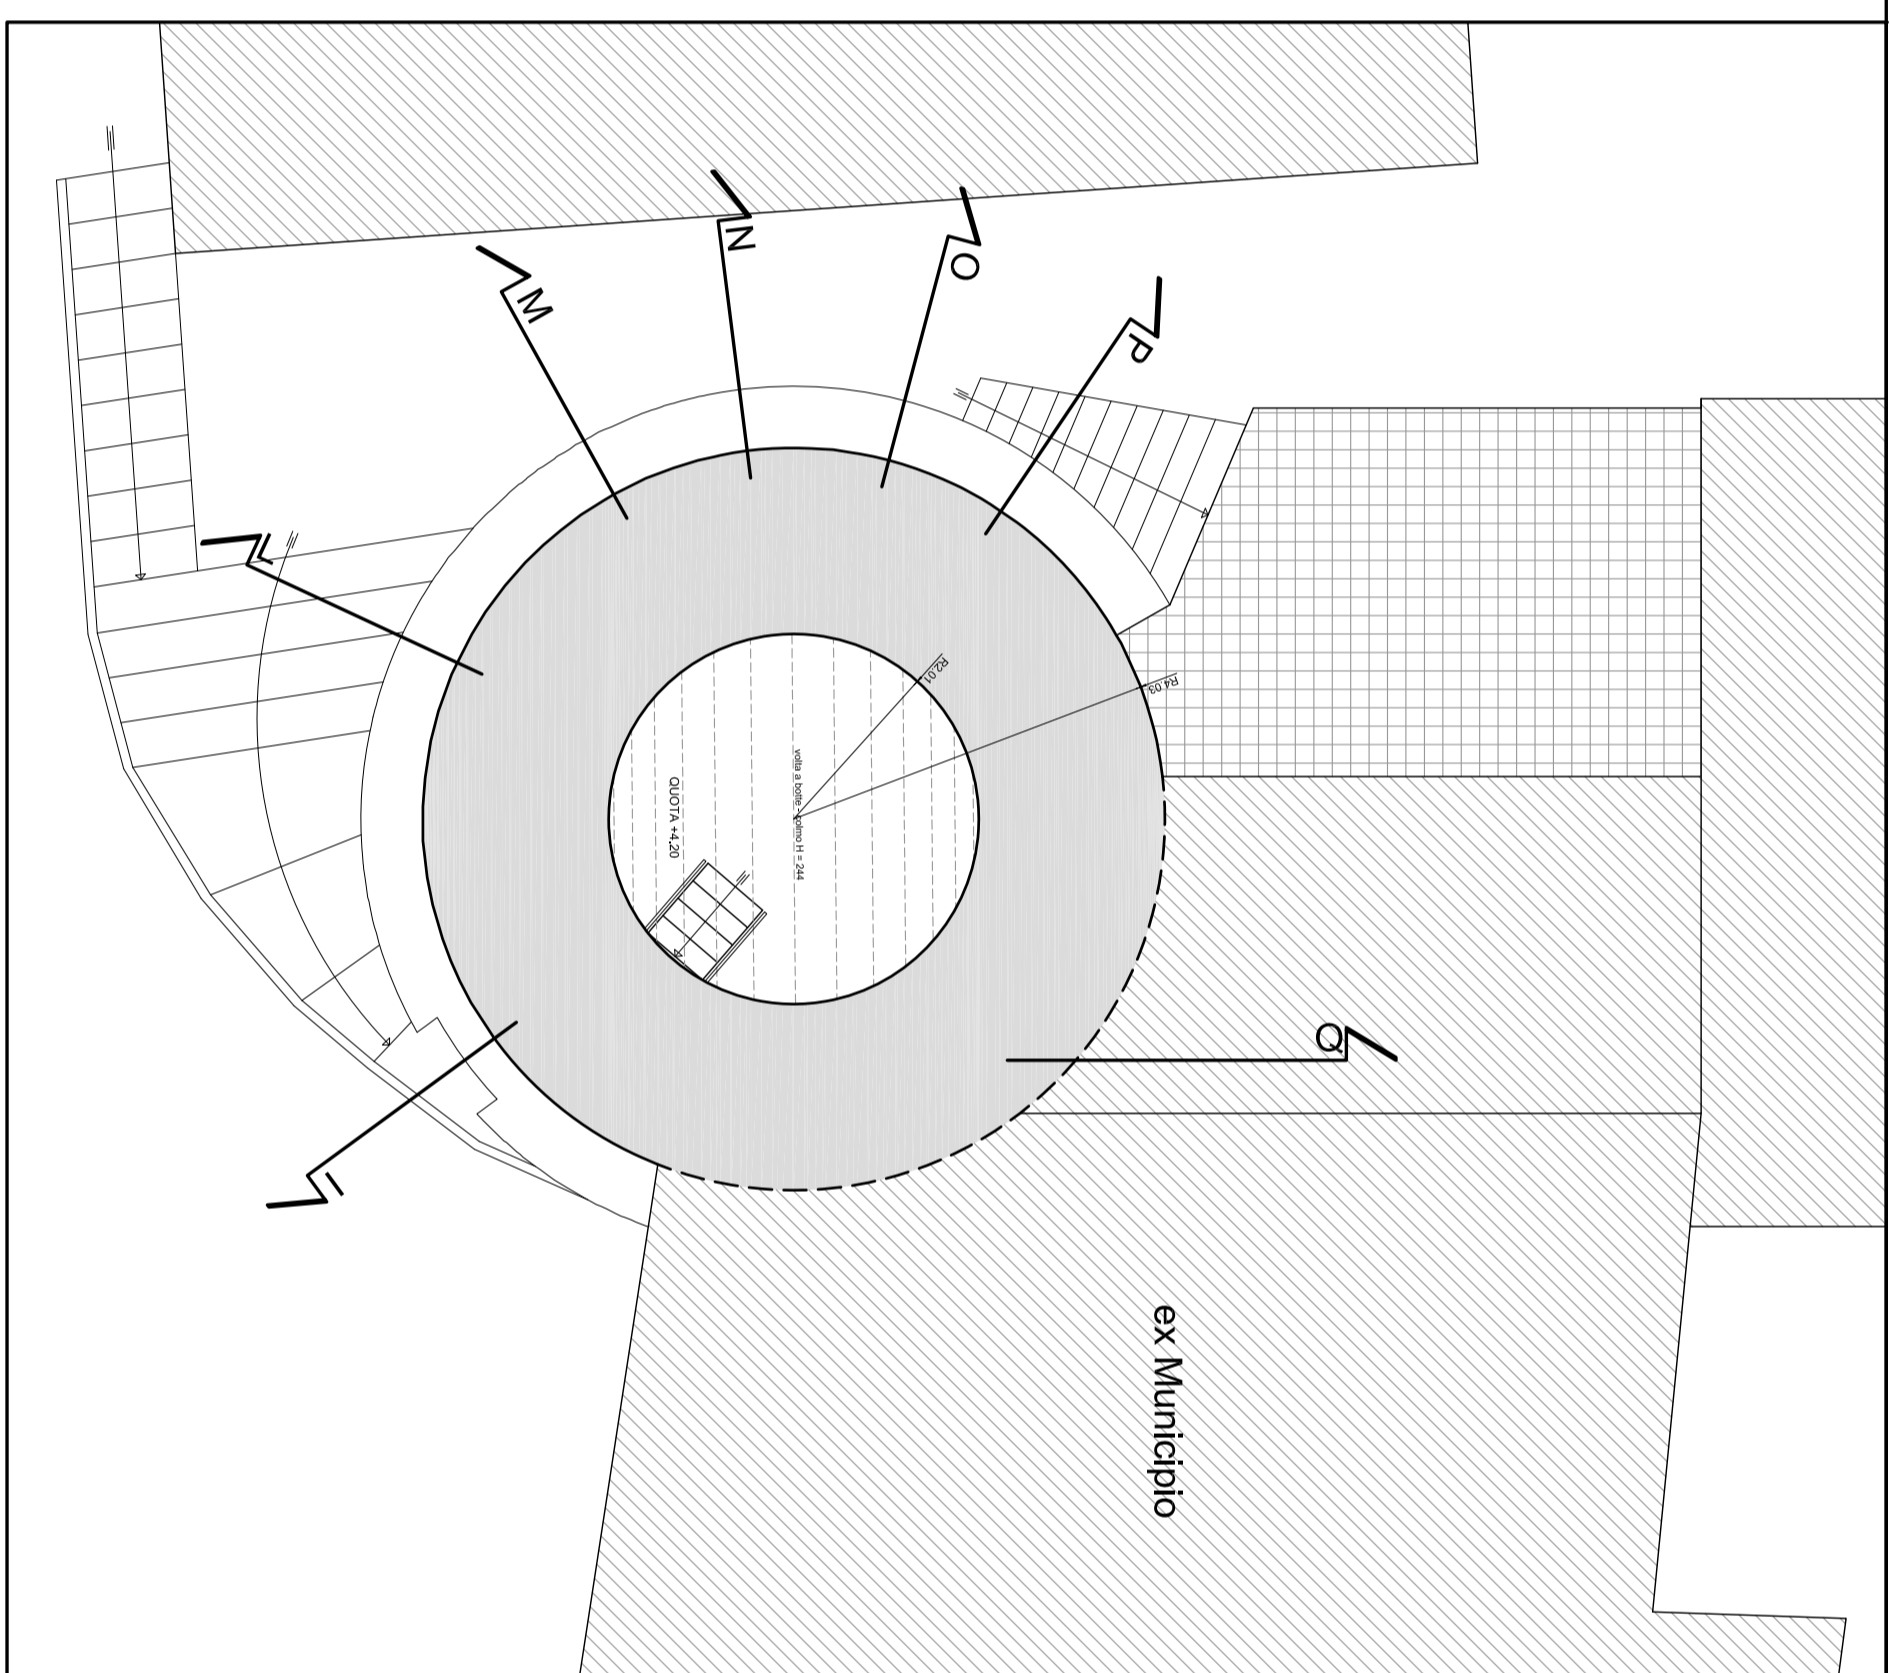 N
O
M
P
L
R2.01
R4.03
volta a botte - colmo H = 244
QUOTA +4.20
Q
I
ex Municipio